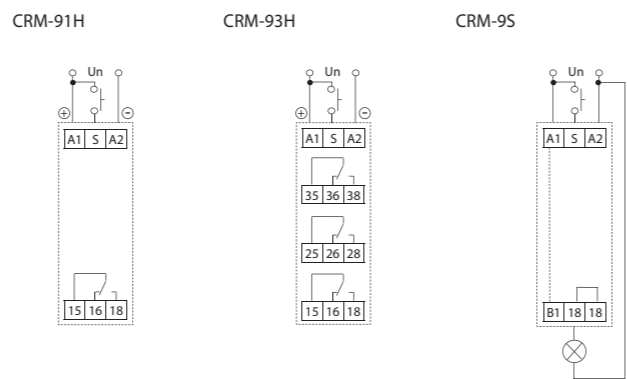 CRM-91H CRM-93H CRM-9S
Un Un Un
⊕ ⊖ ⊕ ⊖
A1 S A2 A1 S A2 A1 S A2
35 36 38
25 26 28
15 16 18 15 16 18 B1 18 18